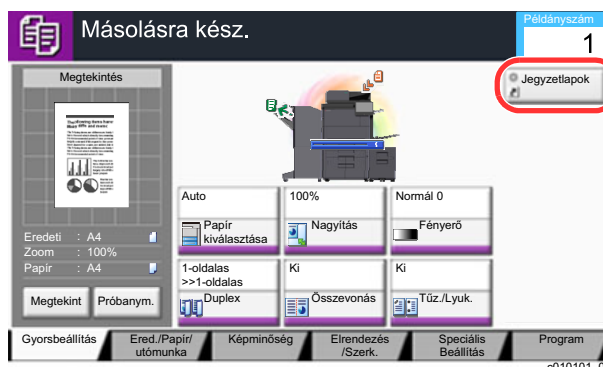 Másolásra kész.
Példányszám
1
Megtekintés
Jegyzetlapok
Eredeti : A4
Zoom : 100%
Papír : A4
Megtekint
Próbanym.
Auto
Papír
kiválasztása
100%
Nagyítás
Normál 0
Fényerő
1-oldalas
>>1-oldalas
Duplex
Ki
Összevonás
Ki
Tűz./Lyuk.
Gyorsbeállítás
Ered./Papír/
utómunka
Képminőség
Elrendezés
/Szerk.
Speciális
Beállítás
Program